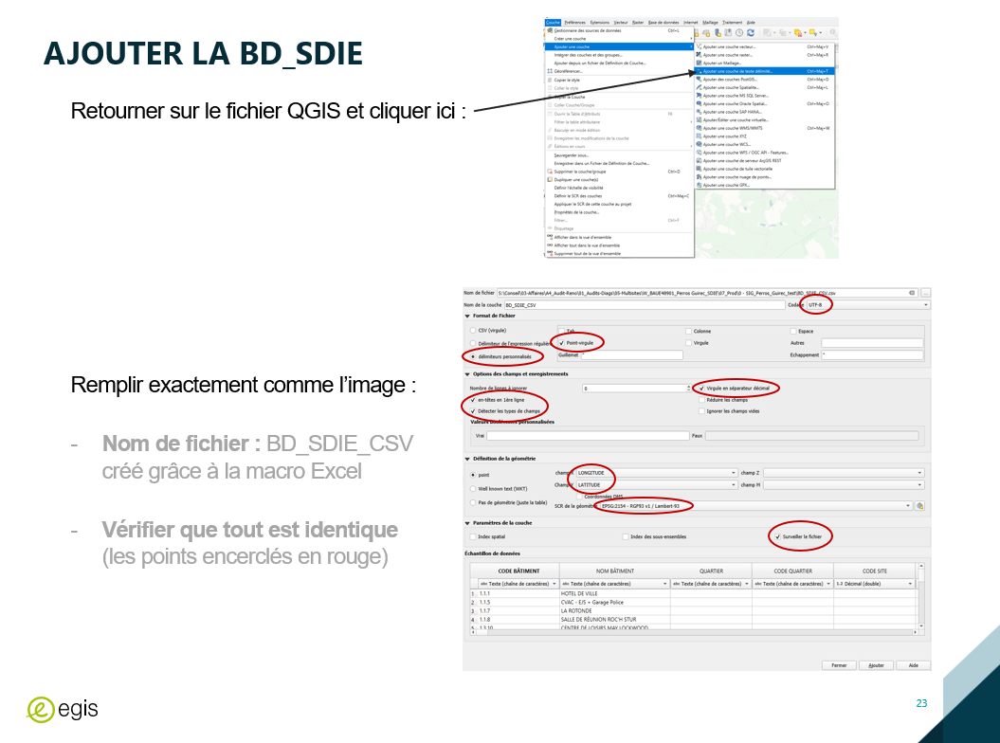 AJOUTER LA BD_SDIE
Retourner sur le fichier QGIS et cliquer ici :
Couche Préférences Extensions Vecteur Raster Base de données Internet Maillage Traitement Aide
Gestionnaire des sources de données Ctrl+L
Créer une couche
Ajouter une couche
Intégrer des couches et des groupes...
Ajouter depuis un fichier de Définition de Couche...
Géoréférencer...
Copier le style
Coller le style
Copier la Couche
Coller Couche/Groupe
Ouvrir la Table d'Attributs F6
Filtrer la table attributaire
Basculer en mode édition
Enregistrer les modifications de la couche
Éditions en cours
Sauvegarder sous...
Enregistrer dans un Fichier de Définition de Couche...
Supprimer la couche/groupe Ctrl+D
Dupliquer une couche(s)
Définir l'échelle de visibilité
Définir le SCR des couches Ctrl+Maj+C
Appliquer le SCR de cette couche au projet
Propriétés de la couche...
Filtrer... Ctrl+F
Étiquetage
Afficher dans la vue d'ensemble
Afficher tout dans la vue d'ensemble
Supprimer tout de la vue d'ensemble
Ajouter une couche vecteur... Ctrl+Maj+V
Ajouter une couche raster... Ctrl+Maj+R
Ajouter un Maillage...
Ajouter une couche de texte délimité... Ctrl+Maj+T
Ajouter des couches PostGIS... Ctrl+Maj+D
Ajouter une couche Spatialite... Ctrl+Maj+L
Ajouter une couche MS SQL Server...
Ajouter une couche Oracle Spatial... Ctrl+Maj+O
Ajouter une couche SAP HANA...
Ajouter/Éditer une couche virtuelle...
Ajouter une couche WMS/WMTS Ctrl+Maj+W
Ajouter une couche XYZ
Ajouter une couche WCS...
Ajouter une couche WFS / OGC API - Features...
Ajouter une couche de serveur ArcGIS REST
Ajouter une couche de tuile vectorielle
Ajouter une couche nuage de points...
Ajouter une couche GPX...
Remplir exactement comme l'image :
- Nom de fichier : BD_SDIE_CSV
créé grâce à la macro Excel
- Vérifier que tout est identique
(les points encerclés en rouge)
Nom de fichier S:\Conseil\03-Affaires\A4_Audit-Reno\01_Audits-Diags\05-Multisites\W_BAUE48901_Perros Guirec_SDIE\07_Prod\0 - SIG_Perros_Guirec_test\BD_SDIE_CSV.csv
Nom de la couche BD_SDIE_CSV Codage UTF-8
Format de Fichier
CSV (virgule) Tab Colonne Espace
Délimiteur de l'expression régulière Point-virgule Virgule Autres
délimiteurs personnalisés Guillemet " Echappement "
Options des champs et enregistrements
Nombre de lignes à ignorer 0 Virgule en séparateur décimal
en-têtes en 1ère ligne Réduire les champs
Détecter les types de champs Ignorer les champs vides
Valeurs booléennes personnalisées
Vrai Faux
Définition de la géométrie
point champ X LONGITUDE champ Z
Well known text (WKT) Champ Y LATITUDE champ M
Coordonnées DMS
Pas de géométrie (juste la table) SCR de la géométrie EPSG:2154 - RGF93 v1 / Lambert-93
Paramètres de la couche
Index spatial Index des sous-ensembles Surveiller le fichier
Échantillon de données
CODE BÂTIMENT NOM BÂTIMENT QUARTIER CODE QUARTIER CODE SITE
abc Texte (chaîne de caractères) abc Texte (chaîne de caractères) abc Texte (chaîne de caractères) abc Texte (chaîne de caractères) 1.2 Décimal (double)
1 1.1.1 HOTEL DE VILLE
2 1.1.5 CVAC - EJS + Garage Police
3 1.1.7 LA ROTONDE
4 1.1.8 SALLE DE RÉUNION ROC'H STUR
5 1.3.10 CENTRE DE LOISIRS MAY LOCKWOOD
Fermer Ajouter Aide
egis
23